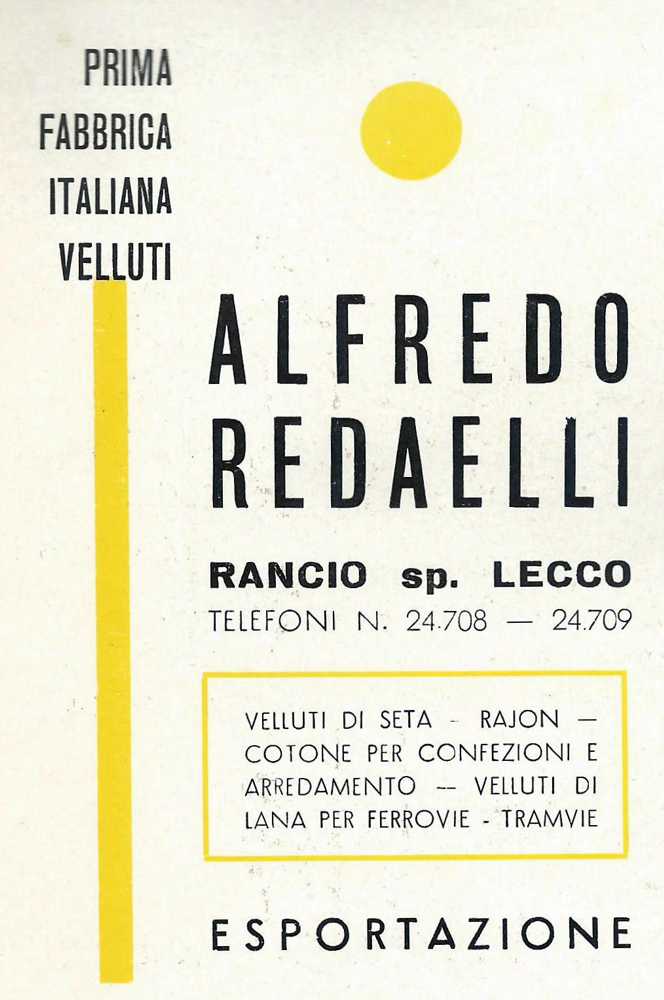 PRIMA
FABBRICA
ITALIANA
VELLUTI
ALFREDO
REDAELLI
RANCIO sp. LECCO
TELEFONI N. 24.708 — 24.709
VELLUTI DI SETA - RAJON —
COTONE PER CONFEZIONI E
ARREDAMENTO — VELLUTI DI
LANA PER FERROVIE - TRAMVIE
ESPORTAZIONE